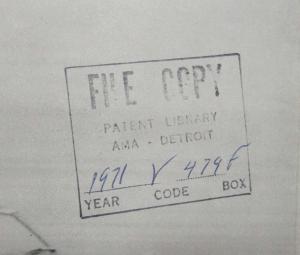 FILE COPY
PATENT LIBRARY
AMA - DETROIT
1971 V 479F
YEAR CODE BOX